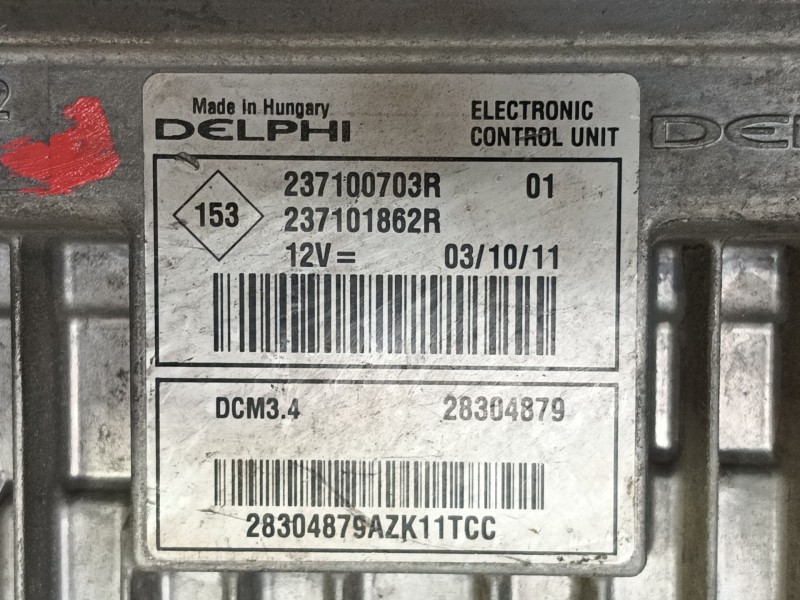 Made in Hungary
DELPHI
ELECTRONIC
CONTROL UNIT
153
237100703R 01
237101862R
12V= 03/10/11
DCM3.4 28304879
28304879AZK11TCC